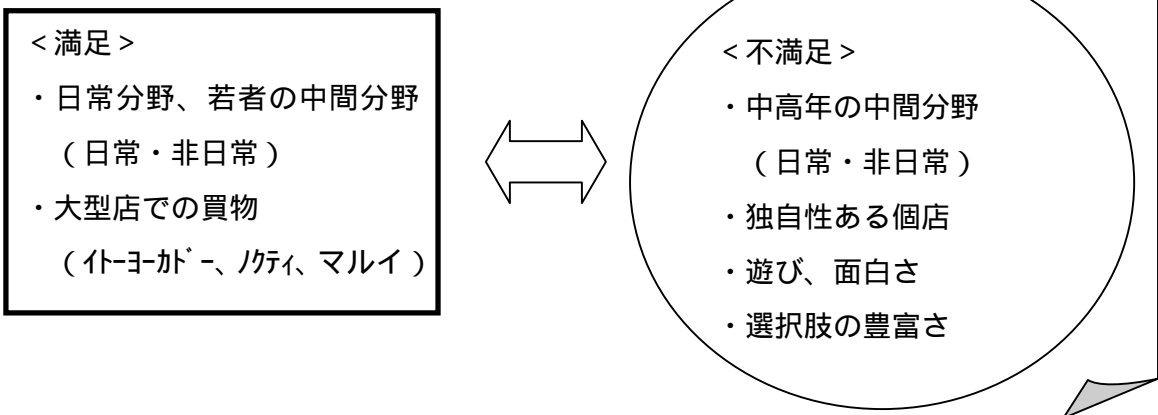 <満足>
・日常分野、若者の中間分野
(日常・非日常)
・大型店での買物
(ｲﾄｰﾖｰｶﾄﾞｰ、ﾉｸﾃｨ、マルイ)
<不満足>
・中高年の中間分野
(日常・非日常)
・独自性ある個店
・遊び、面白さ
・選択肢の豊富さ